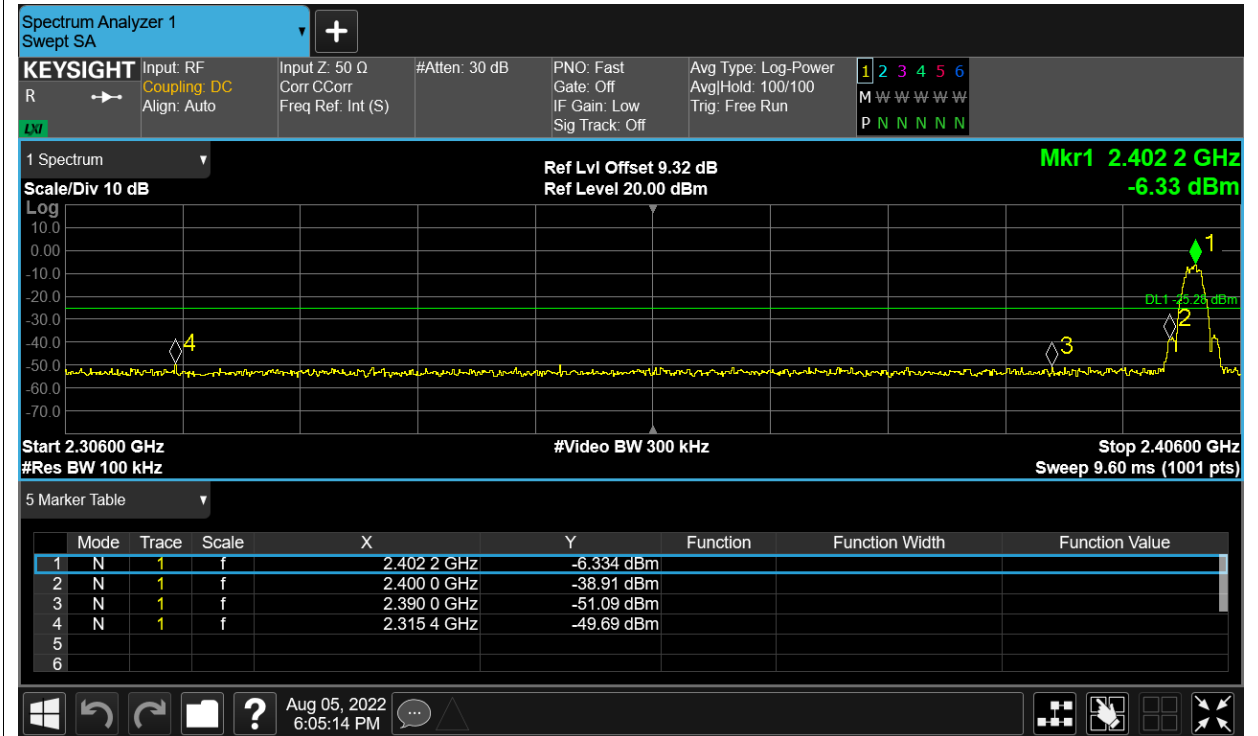 Spectrum Analyzer 1
Swept SA
+
KEYSIGHT Input: RF Input Z: 50 Ω #Atten: 30 dB PNO: Fast Avg Type: Log-Power 1 2 3 4 5 6
R Coupling: DC Corr CCorr Gate: Off Avg|Hold: 100/100 M W W W W W
Align: Auto Freq Ref: Int (S) IF Gain: Low Trig: Free Run
LXI Sig Track: Off P N N N N N N
1 Spectrum Ref Lvl Offset 9.32 dB Mkr1 2.402 2 GHz
Scale/Div 10 dB Ref Level 20.00 dBm -6.33 dBm
Log
10.0
0.00 1
-10.0
-20.0 DL1 -25.28 dBm
-30.0 2
-40.0 4 3
-50.0
-60.0
-70.0
Start 2.30600 GHz #Video BW 300 kHz Stop 2.40600 GHz
#Res BW 100 kHz Sweep 9.60 ms (1001 pts)
5 Marker Table
Mode Trace Scale X Y Function Function Width Function Value
1 N 1 f 2.402 2 GHz -6.334 dBm
2 N 1 f 2.400 0 GHz -38.91 dBm
3 N 1 f 2.390 0 GHz -51.09 dBm
4 N 1 f 2.315 4 GHz -49.69 dBm
5
6
? Aug 05, 2022
6:05:14 PM